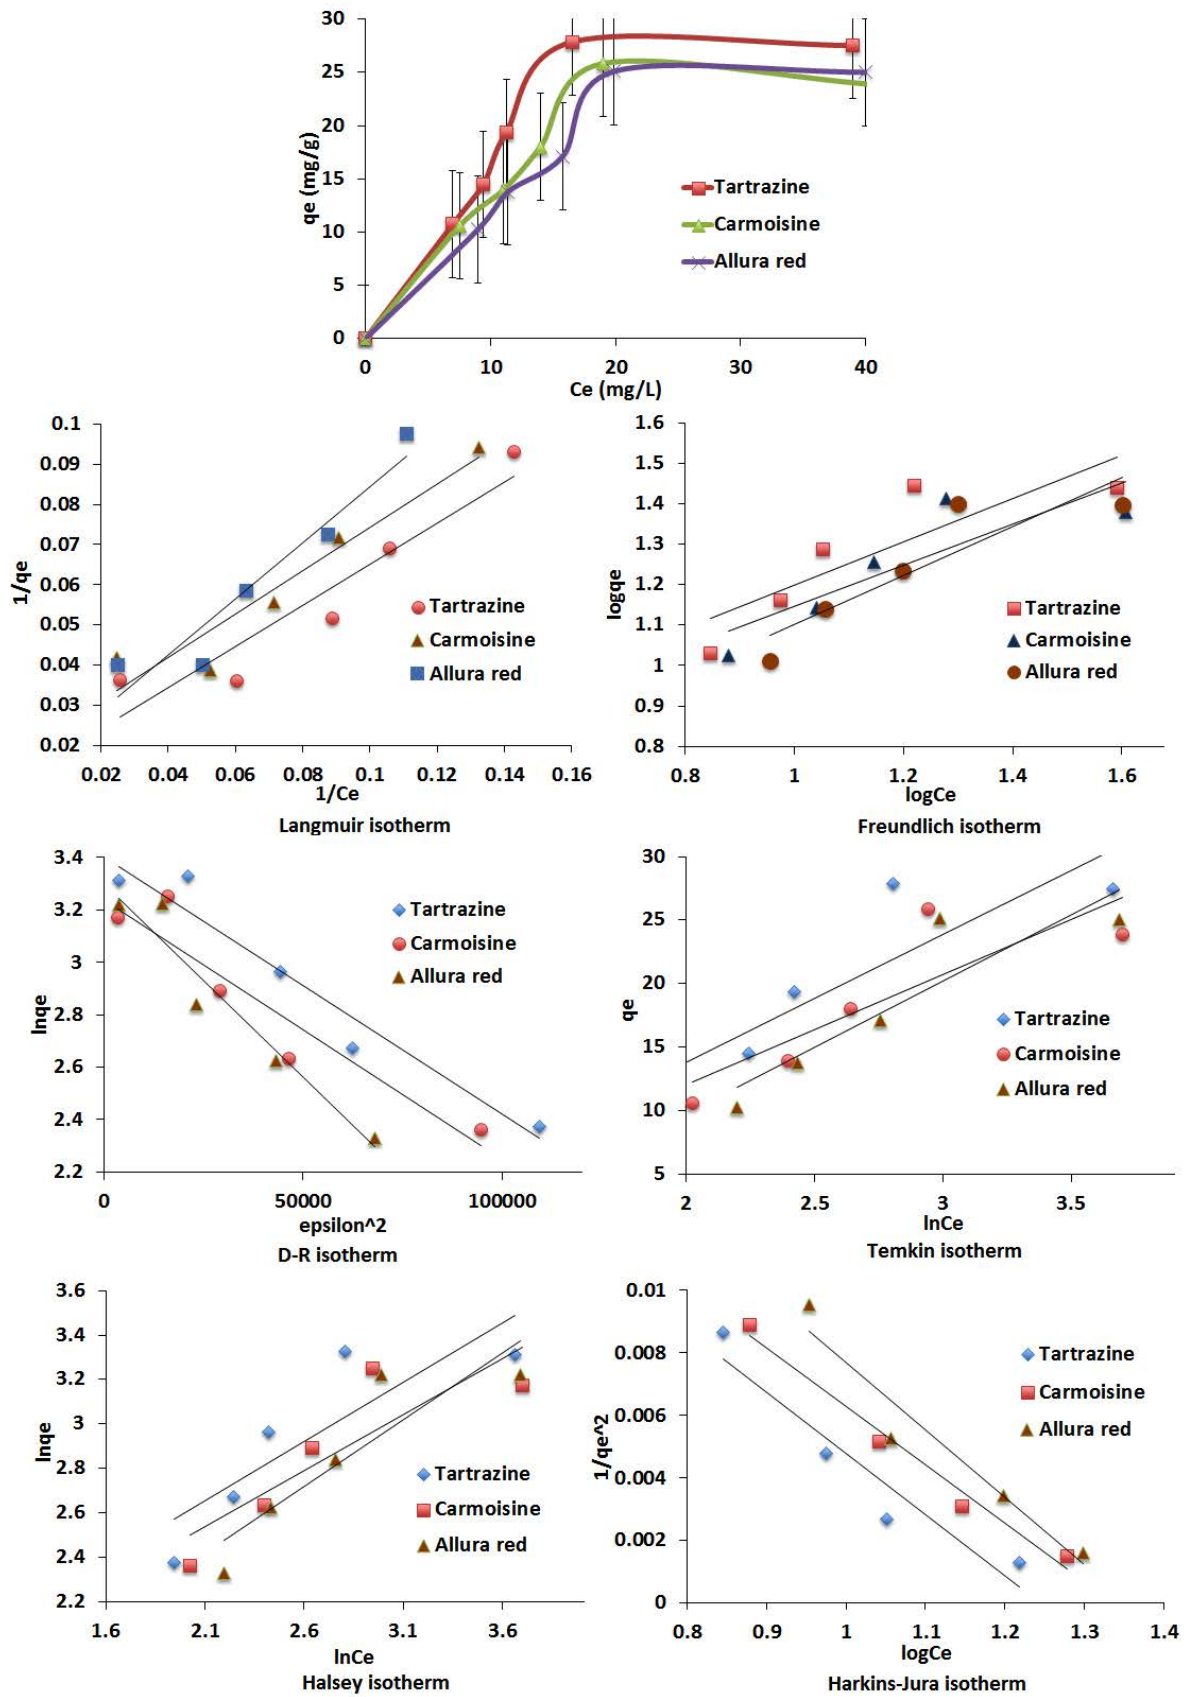 30
25
20
15
10
5
0
qe (mg/g)
Tartrazine
Carmoisine
Allura red
0 10 20 30 40
Ce (mg/L)
0.1
0.09
0.08
0.07
0.06
0.05
0.04
0.03
0.02
1/qe
Tartrazine
Carmoisine
Allura red
0.02 0.04 0.06 0.08 0.1 0.12 0.14 0.16
1/Ce
Langmuir isotherm
1.6
1.5
1.4
1.3
1.2
1.1
1
0.9
0.8
logqe
Tartrazine
Carmoisine
Allura red
0.8 1 1.2 1.4 1.6
logCe
Freundlich isotherm
3.4
3.2
3
2.8
2.6
2.4
2.2
lnqe
Tartrazine
Carmoisine
Allura red
0 50000 100000
epsilon^2
D-R isotherm
30
25
20
15
10
5
qe
Tartrazine
Carmoisine
Allura red
2 2.5 3 3.5
lnCe
Temkin isotherm
3.6
3.4
3.2
3
2.8
2.6
2.4
2.2
lnqe
Tartrazine
Carmoisine
Allura red
1.6 2.1 2.6 3.1 3.6
lnCe
Halsey isotherm
0.01
0.008
0.006
0.004
0.002
0
1/qe^2
Tartrazine
Carmoisine
Allura red
0.8 0.9 1 1.1 1.2 1.3 1.4
logCe
Harkins-Jura isotherm